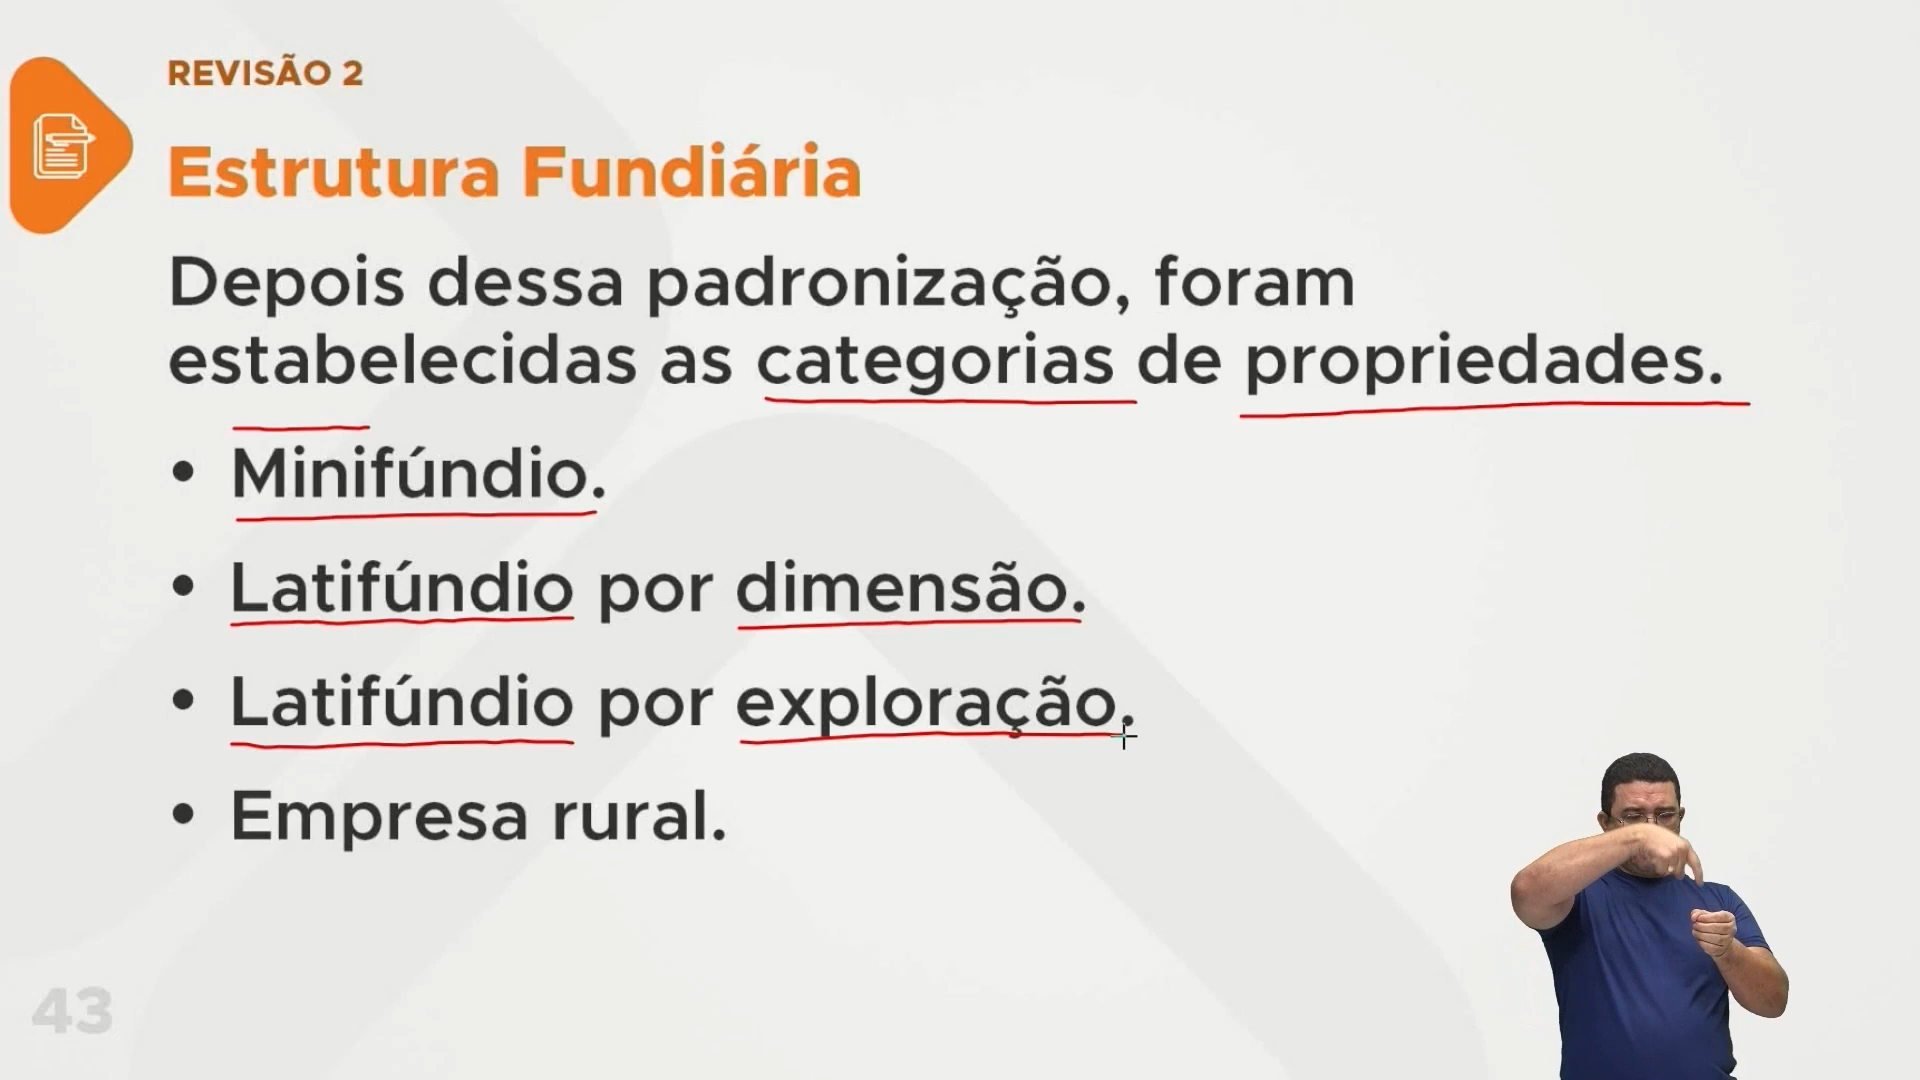 REVISÃO 2
Estrutura Fundiária
Depois dessa padronização, foram
estabelecidas as categorias de propriedades.
• Minifúndio.
• Latifúndio por dimensão.
• Latifúndio por exploração.
• Empresa rural.
43